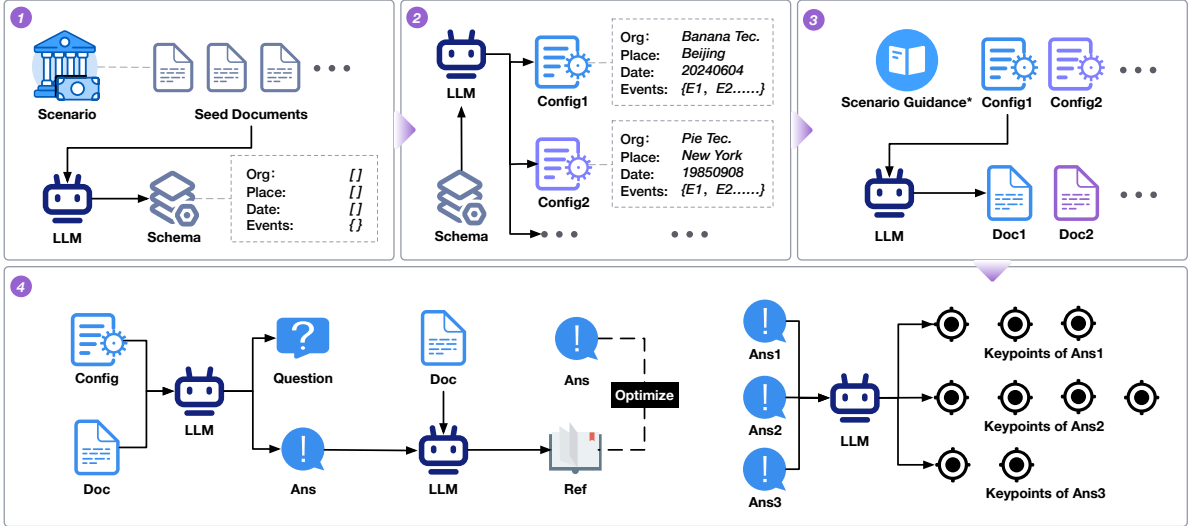 1
Scenario
Seed Documents
LLM
Schema
Org: []
Place: []
Date: []
Events: {}
2
LLM
Schema
Config1
Org: Banana Tec.
Place: Beijing
Date: 20240604
Events: {E1, E2......}
Config2
Org: Pie Tec.
Place: New York
Date: 19850908
Events: {E1, E2......}
3
Scenario Guidance*
Config1
Config2
LLM
Doc1
Doc2
4
Config
Doc
LLM
Question
Ans
Doc
LLM
Ans
Optimize
Ref
Ans1
Ans2
Ans3
LLM
Keypoints of Ans1
Keypoints of Ans2
Keypoints of Ans3